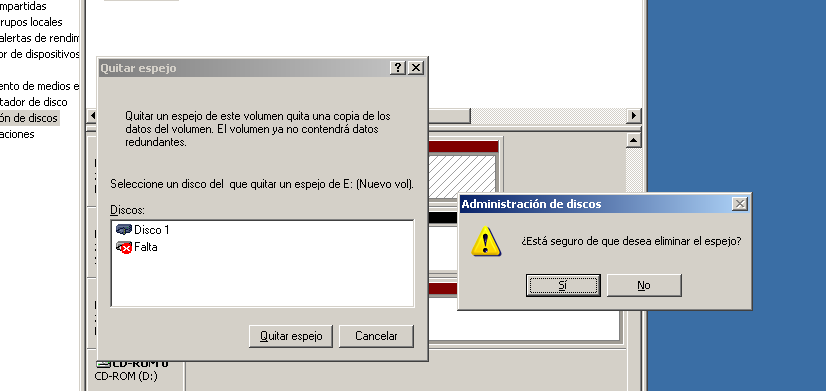 mpartidas
rupos locales
alertas de rendim
or de dispositivos
ento de medios e
tador de disco
ón de discos
aciones
Quitar espejo
Quitar un espejo de este volumen quita una copia de los
datos del volumen. El volumen ya no contendrá datos
redundantes.
Seleccione un disco del que quitar un espejo de E: (Nuevo vol).
Discos:
Disco 1
Falta
Quitar espejo
Cancelar
Administración de discos
¿Está seguro de que desea eliminar el espejo?
Sí
No
CD-ROM 0
CD-ROM (D:)